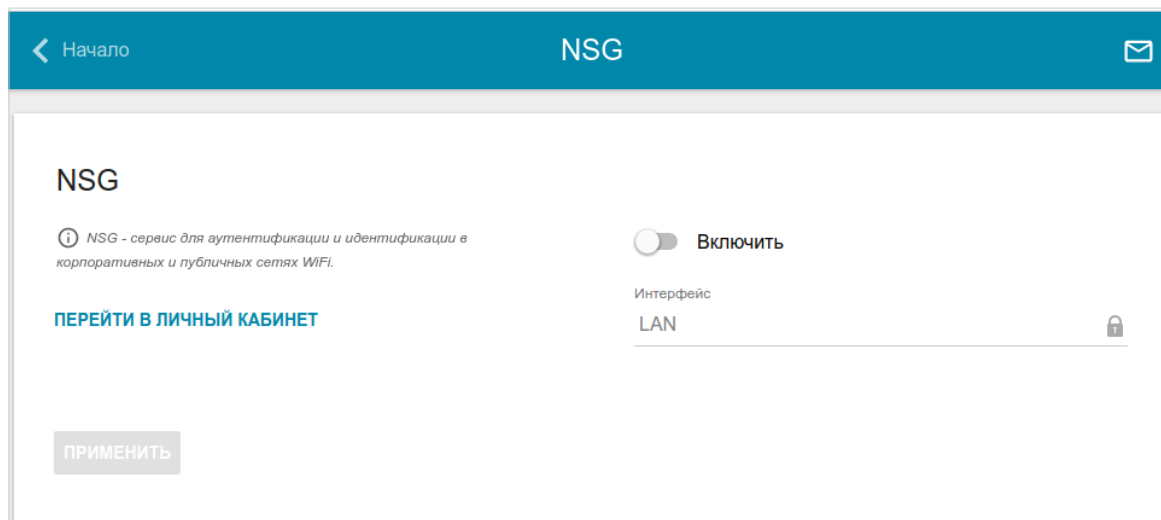 Начало
NSG
NSG
NSG - сервис для аутентификации и идентификации в
корпоративных и публичных сетях WiFi.
ПЕРЕЙТИ В ЛИЧНЫЙ КАБИНЕТ
Включить
Интерфейс
LAN
ПРИМЕНИТЬ